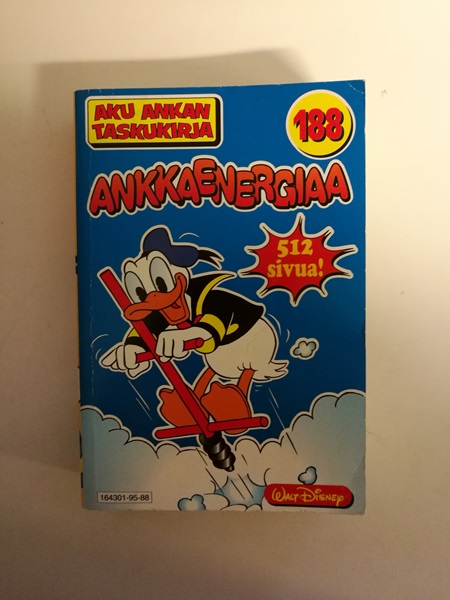 AKU ANKAN
TASKUKIRJA
188
ANKKAENERGIAA
512
sivua!
164301-95-88
WALT DISNEY